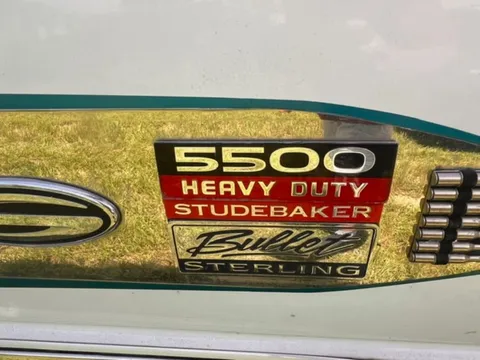 5500
HEAVY DUTY
STUDEBAKER
Bullet
STERLING